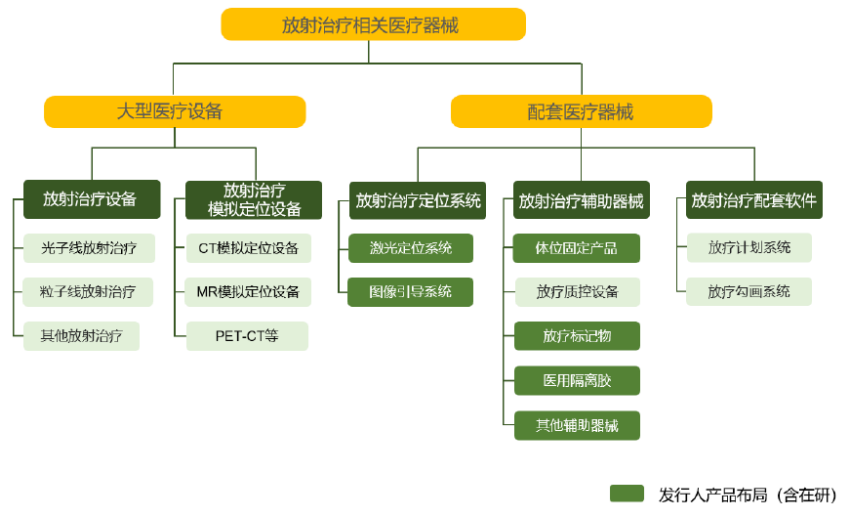 放射治疗相关医疗器械
大型医疗设备
配套医疗器械
放射治疗设备
放射治疗
模拟定位设备
放射治疗定位系统
放射治疗辅助器械
放射治疗配套软件
光子线放射治疗
CT模拟定位设备
激光定位系统
体位固定产品
放疗计划系统
粒子线放射治疗
MR模拟定位设备
图像引导系统
放疗质控设备
放疗勾画系统
其他放射治疗
PET-CT等
放疗标记物
医用隔离胶
其他辅助器械
发行人产品布局（含在研）